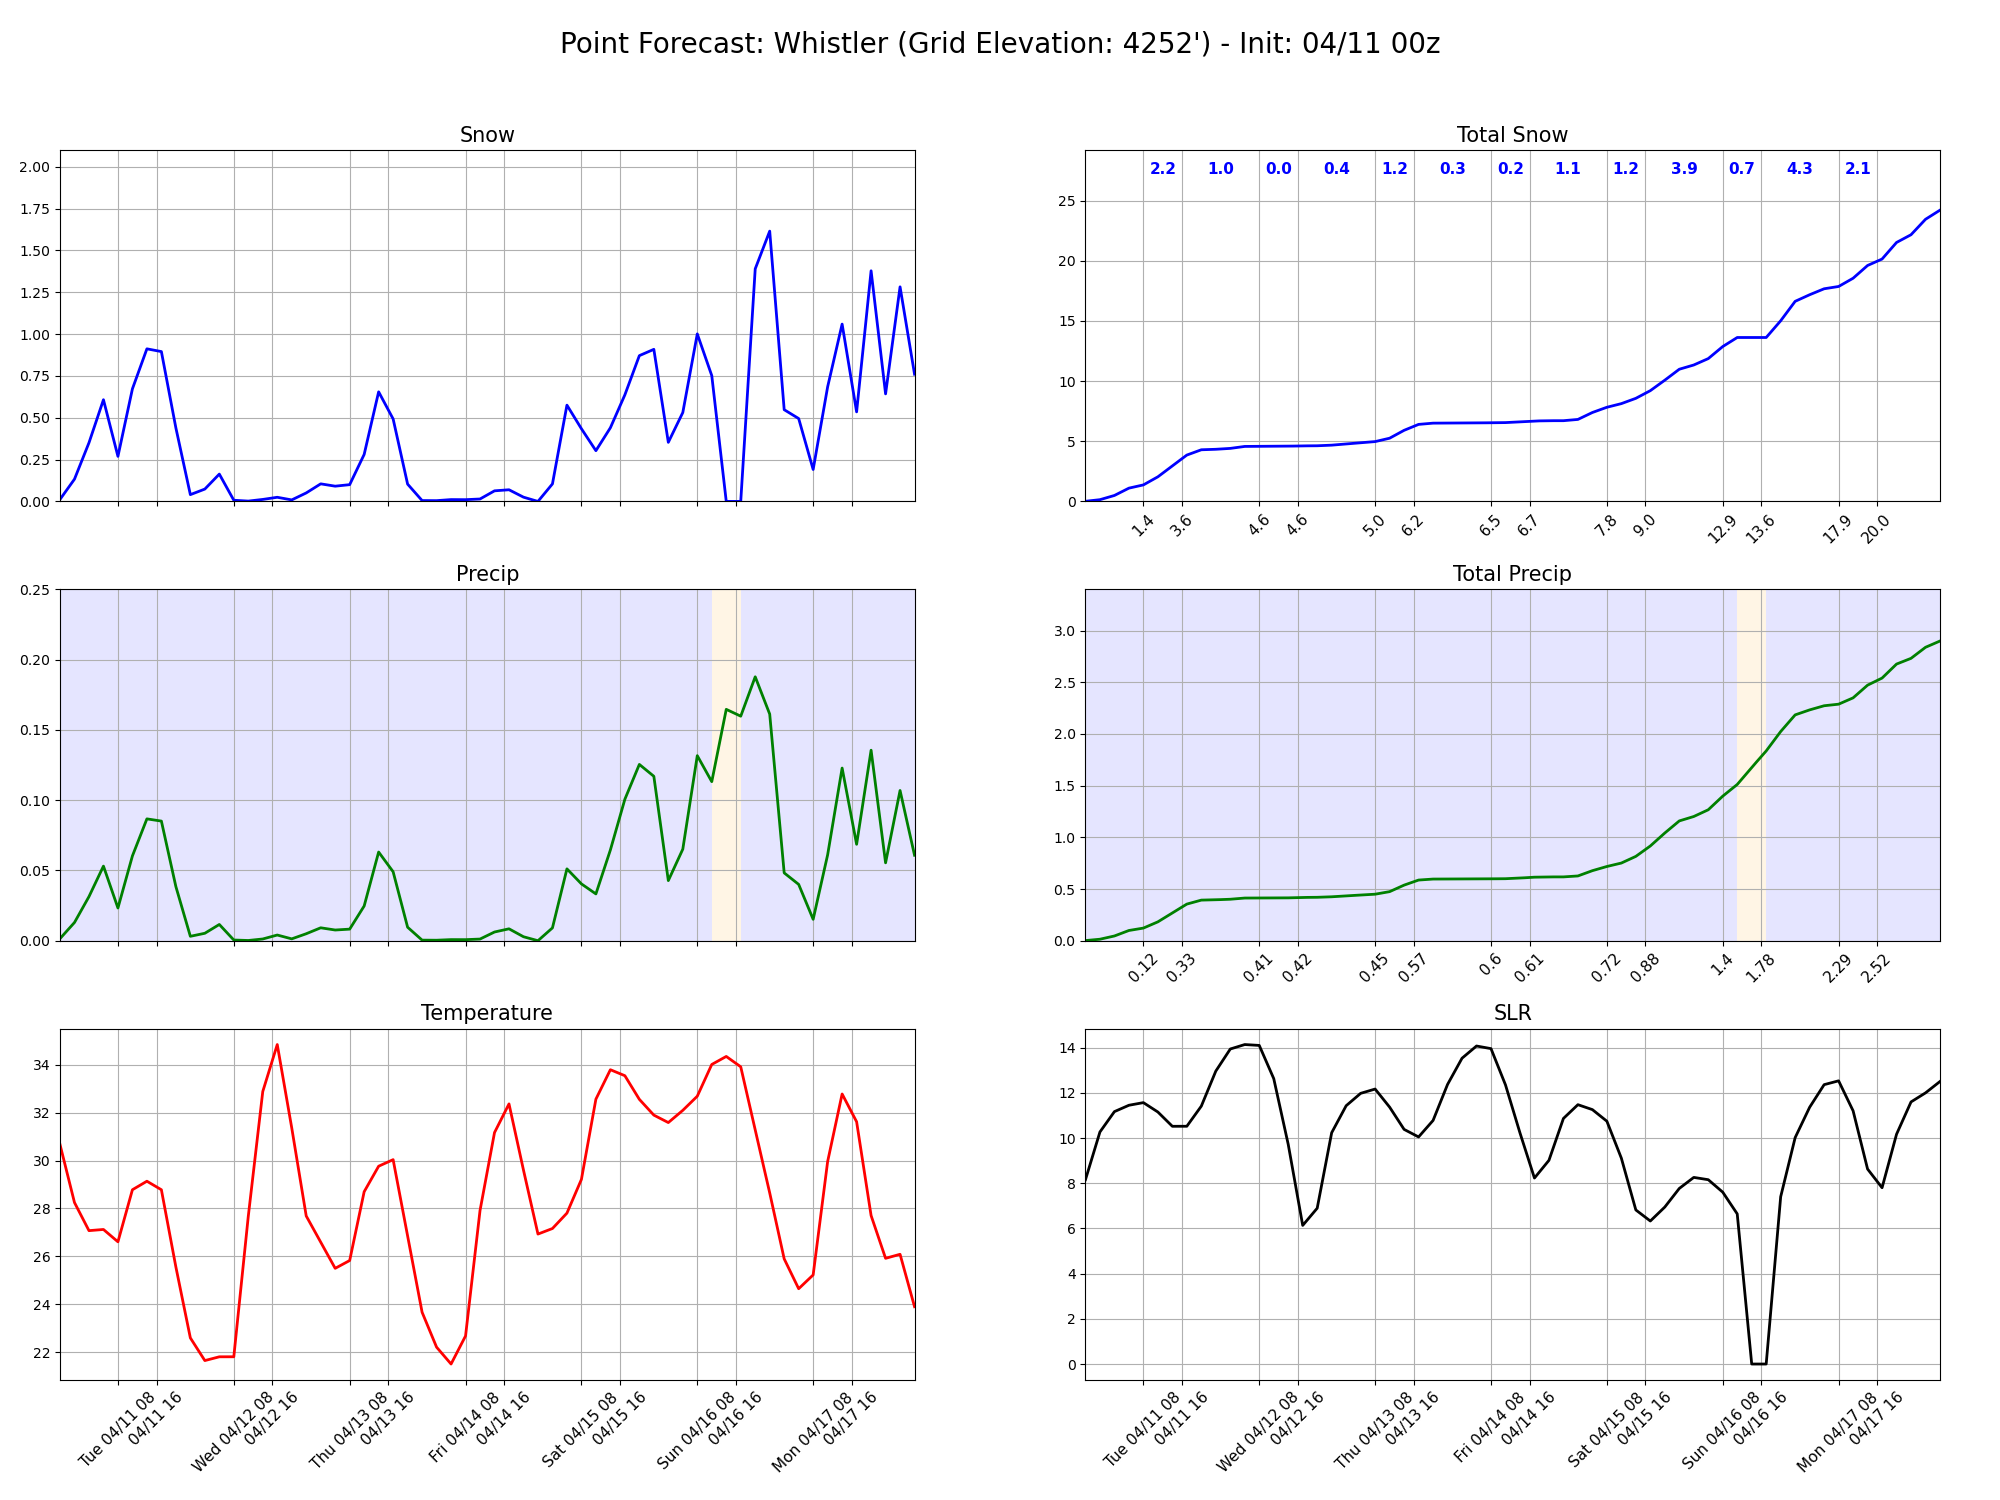 Point Forecast: Whistler (Grid Elevation: 4252') - Init: 04/11 00z
Snow
2.00
1.75
1.50
1.25
1.00
0.75
0.50
0.25
0.00
Total Snow
2.2 1.0 0.0 0.4 1.2 0.3 0.2 1.1 1.2 3.9 0.7 4.3 2.1
25
20
15
10
5
0
1.4 3.6 4.6 4.6 5.0 6.2 6.5 6.7 7.8 9.0 12.9 13.6 17.9 20.0
Precip
0.25
0.20
0.15
0.10
0.05
0.00
Total Precip
3.0
2.5
2.0
1.5
1.0
0.5
0.0
0.12 0.33 0.41 0.42 0.45 0.57 0.6 0.61 0.72 0.88 1.4 1.78 2.29 2.52
Temperature
34
32
30
28
26
24
22
Tue 04/11 08
04/11 16
Wed 04/12 08
04/12 16
Thu 04/13 08
04/13 16
Fri 04/14 08
04/14 16
Sat 04/15 08
04/15 16
Sun 04/16 08
04/16 16
Mon 04/17 08
04/17 16
SLR
14
12
10
8
6
4
2
0
Tue 04/11 08
04/11 16
Wed 04/12 08
04/12 16
Thu 04/13 08
04/13 16
Fri 04/14 08
04/14 16
Sat 04/15 08
04/15 16
Sun 04/16 08
04/16 16
Mon 04/17 08
04/17 16